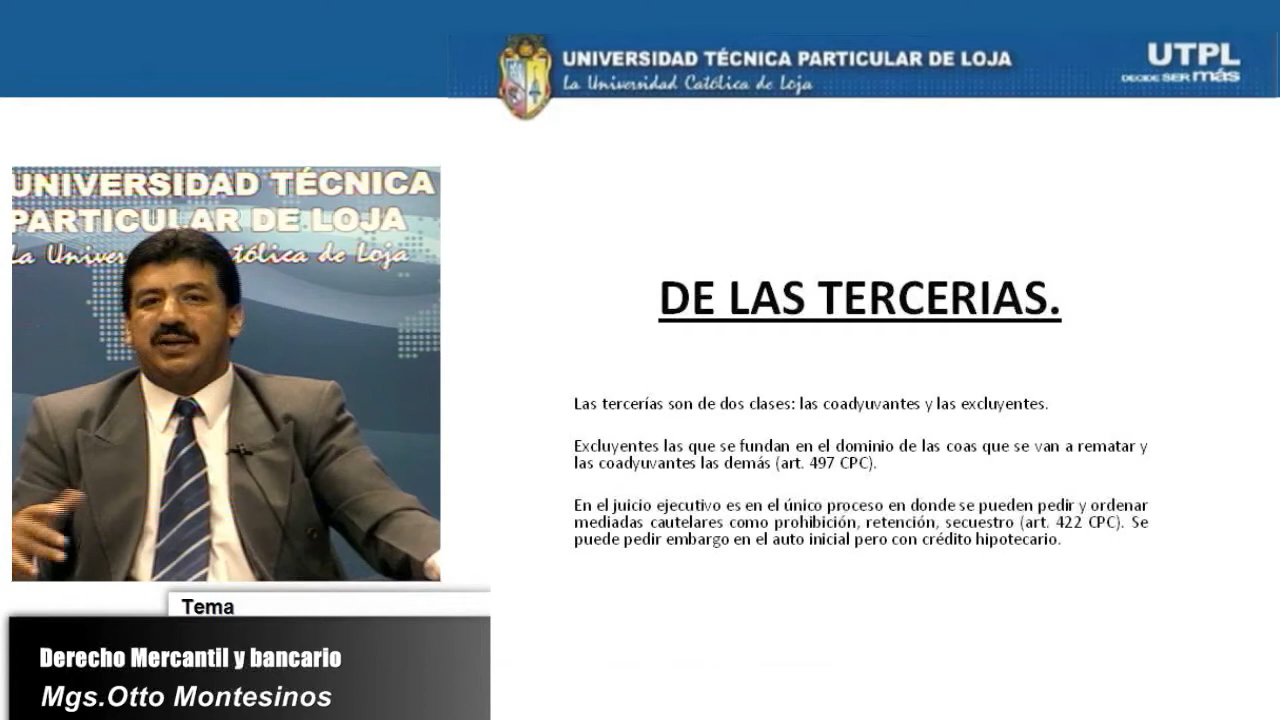 UNIVERSIDAD TÉCNICA PARTICULAR DE LOJA
La Universidad Católica de Loja
UTPL
DECIDE SER más
UNIVERSIDAD TÉCNICA
PARTICULAR DE LOJA
La Univer tólica de Loja
DE LAS TERCERIAS.
Las tercerías son de dos clases: las coadyuvantes y las excluyentes.
Excluyentes las que se fundan en el dominio de las coas que se van a rematar y
las coadyuvantes las demás (art. 497 CPC).
En el juicio ejecutivo es en el único proceso en donde se pueden pedir y ordenar
mediadas cautelares como prohibición, retención, secuestro (art. 422 CPC). Se
puede pedir embargo en el auto inicial pero con crédito hipotecario.
Tema
Derecho Mercantil y bancario
Mgs.Otto Montesinos